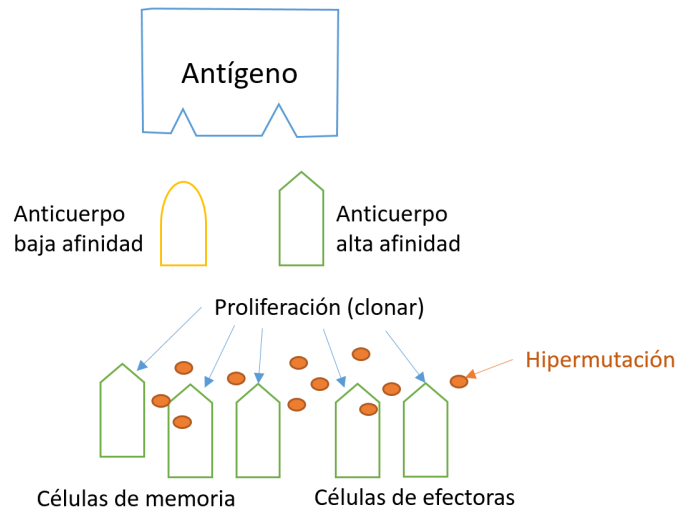 Antígeno
Anticuerpo
baja afinidad
Anticuerpo
alta afinidad
Proliferación (clonar)
Hipermutación
Células de memoria
Células de efectoras